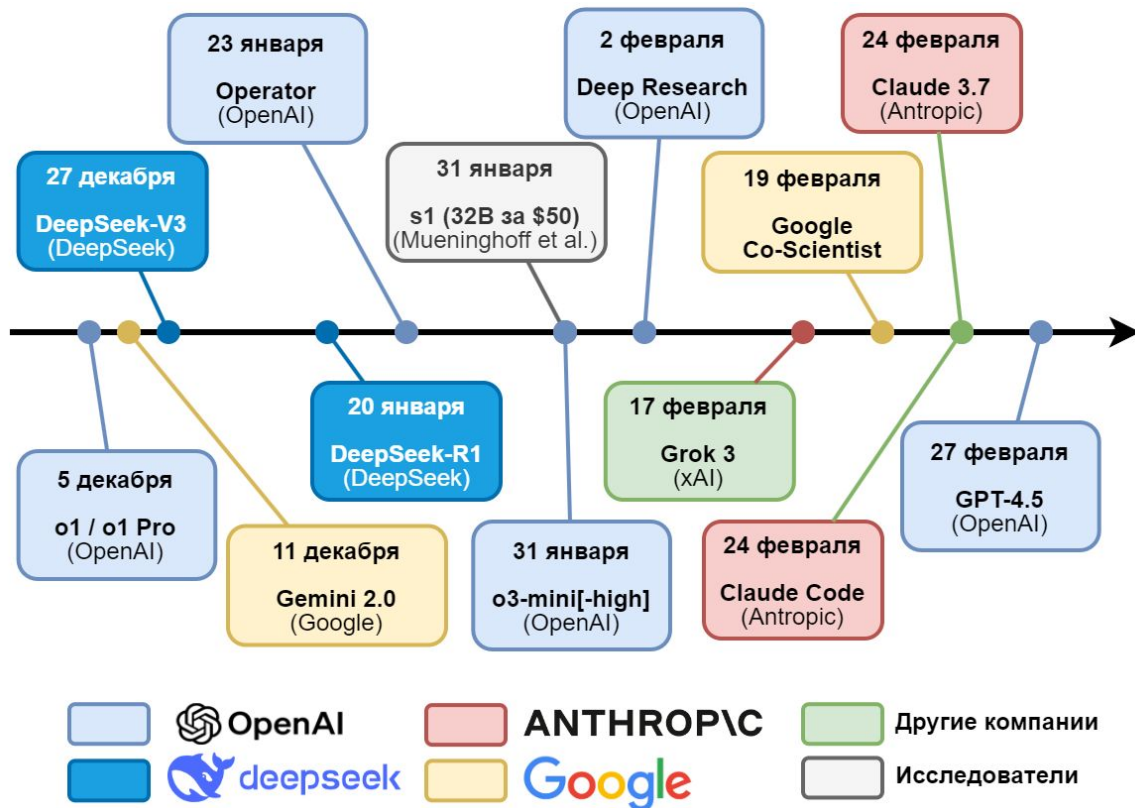 23 января
Operator
(OpenAI)
2 февраля
Deep Research
(OpenAI)
24 февраля
Claude 3.7
(Antropic)
27 декабря
DeepSeek-V3
(DeepSeek)
31 января
s1 (32B за $50)
(Mueninghoff et al.)
19 февраля
Google
Co-Scientist
5 декабря
o1 / o1 Pro
(OpenAI)
11 декабря
Gemini 2.0
(Google)
20 января
DeepSeek-R1
(DeepSeek)
31 января
o3-mini[-high]
(OpenAI)
17 февраля
Grok 3
(xAI)
24 февраля
Claude Code
(Antropic)
27 февраля
GPT-4.5
(OpenAI)
OpenAI
ANTHROP\C
Другие компании
deepseek
Google
Исследователи